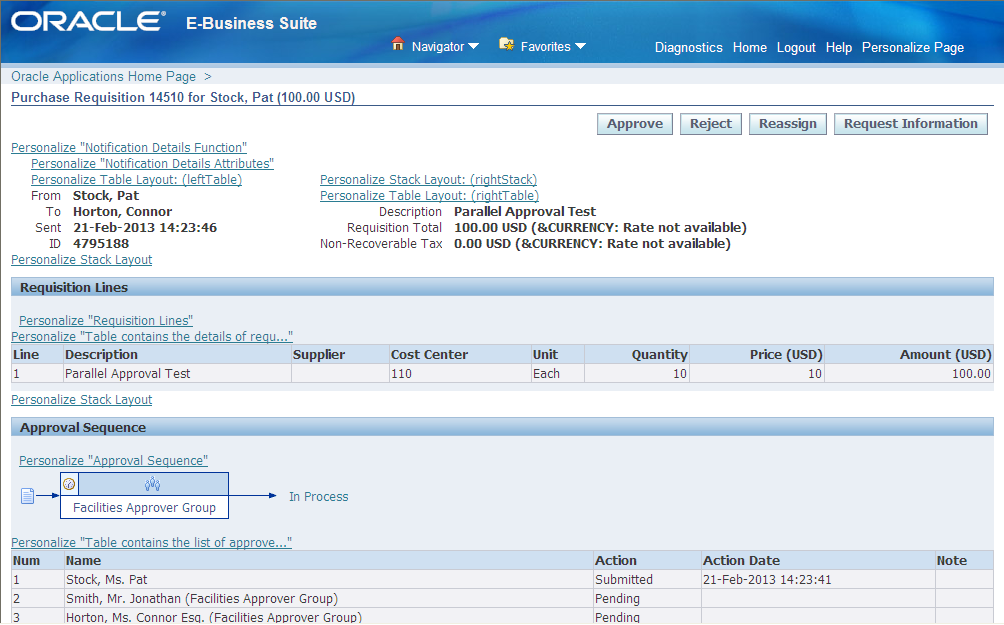 ORACLE® E-Business Suite
Navigator Favorites Diagnostics Home Logout Help Personalize Page
Oracle Applications Home Page >
Purchase Requisition 14510 for Stock, Pat (100.00 USD)
Approve Reject Reassign Request Information
Personalize "Notification Details Function"
Personalize "Notification Details Attributes"
Personalize Table Layout: (leftTable) Personalize Stack Layout: (rightStack)
From Stock, Pat Personalize Table Layout: (rightTable)
To Horton, Connor Description Parallel Approval Test
Sent 21-Feb-2013 14:23:46 Requisition Total 100.00 USD (&CURRENCY: Rate not available)
ID 4795188 Non-Recoverable Tax 0.00 USD (&CURRENCY: Rate not available)
Personalize Stack Layout
Requisition Lines
Personalize "Requisition Lines"
Personalize "Table contains the details of requ..."
Line Description Supplier Cost Center Unit Quantity Price (USD) Amount (USD)
1 Parallel Approval Test 110 Each 10 10 100.00
Personalize Stack Layout
Approval Sequence
Personalize "Approval Sequence"
Facilities Approver Group In Process
Personalize "Table contains the list of approve..."
Num Name Action Action Date Note
1 Stock, Ms. Pat Submitted 21-Feb-2013 14:23:41
2 Smith, Mr. Jonathan (Facilities Approver Group) Pending
3 Horton, Ms. Connor Esq. (Facilities Approver Group) Pending